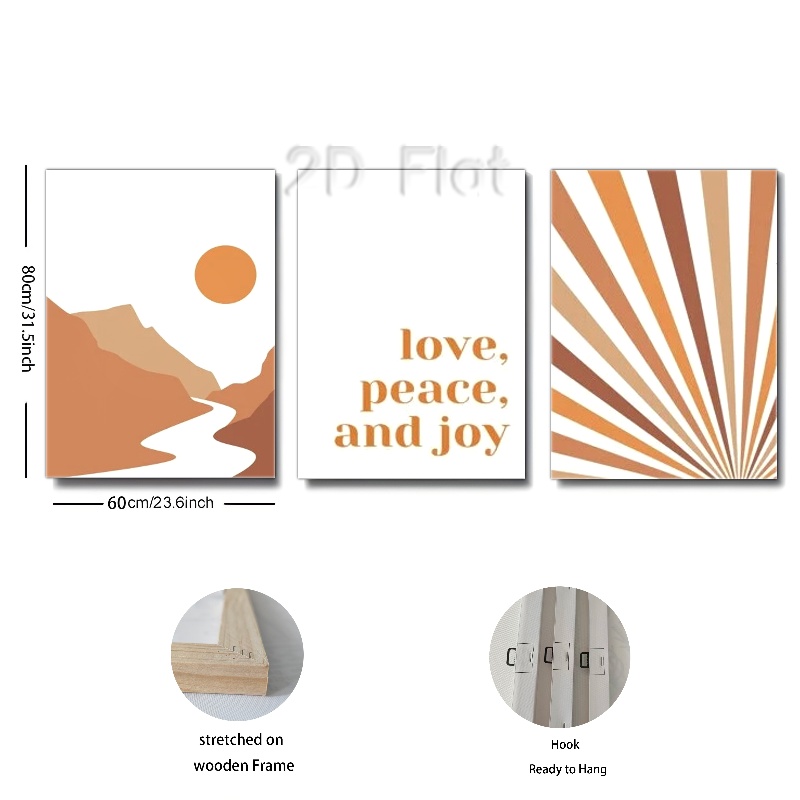 2D Flat
80cm/31.5inch
love,
peace,
and joy
60cm/23.6inch
stretched on
wooden Frame
Hook
Ready to Hang